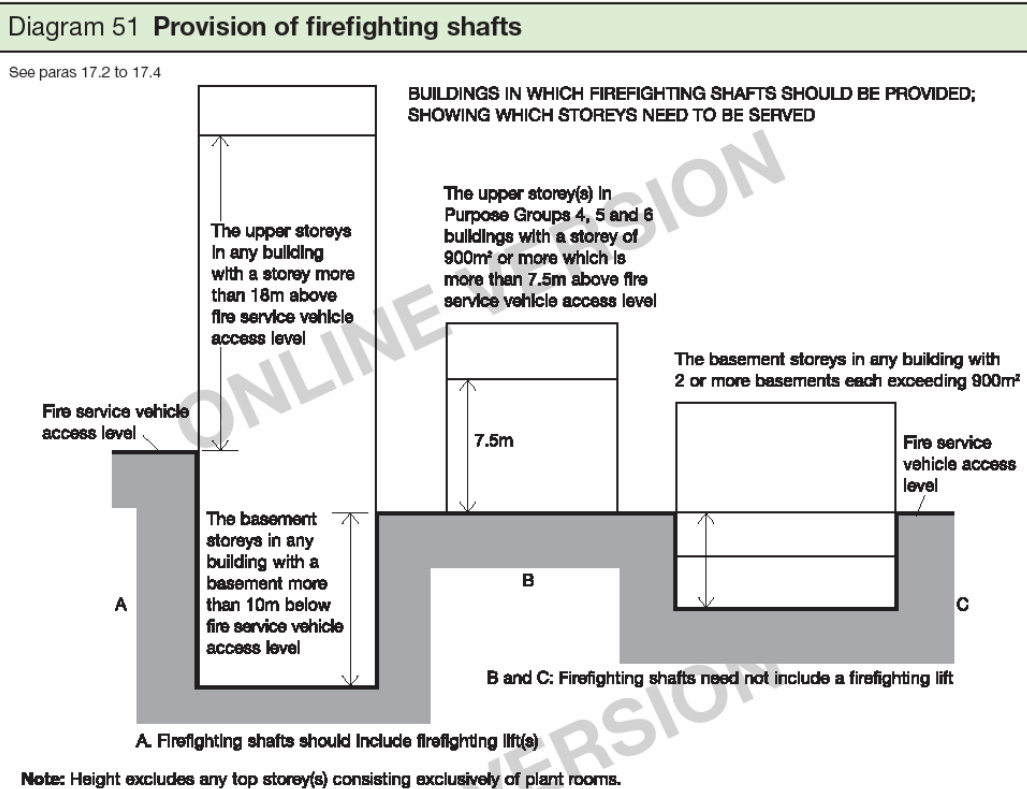 Diagram 51 Provision of firefighting shafts
See paras 17.2 to 17.4
BUILDINGS IN WHICH FIREFIGHTING SHAFTS SHOULD BE PROVIDED;
SHOWING WHICH STOREYS NEED TO BE SERVED
The upper storeys
in any building
with a storey more
than 18m above
fire service vehicle
access level
The upper storey(s) in
Purpose Groups 4, 5 and 6
buildings with a storey of
900m² or more which is
more than 7.5m above fire
service vehicle access level
The basement storeys in any building with
2 or more basements each exceeding 900m²
Fire service vehicle
access level
7.5m
Fire service
vehicle access
level
The basement
storeys in any
building with a
basement more
than 10m below
fire service vehicle
access level
A
B
C
B and C: Firefighting shafts need not include a firefighting lift
A. Firefighting shafts should include firefighting lift(s)
Note: Height excludes any top storey(s) consisting exclusively of plant rooms.
ONLINE VERSION
VERSION